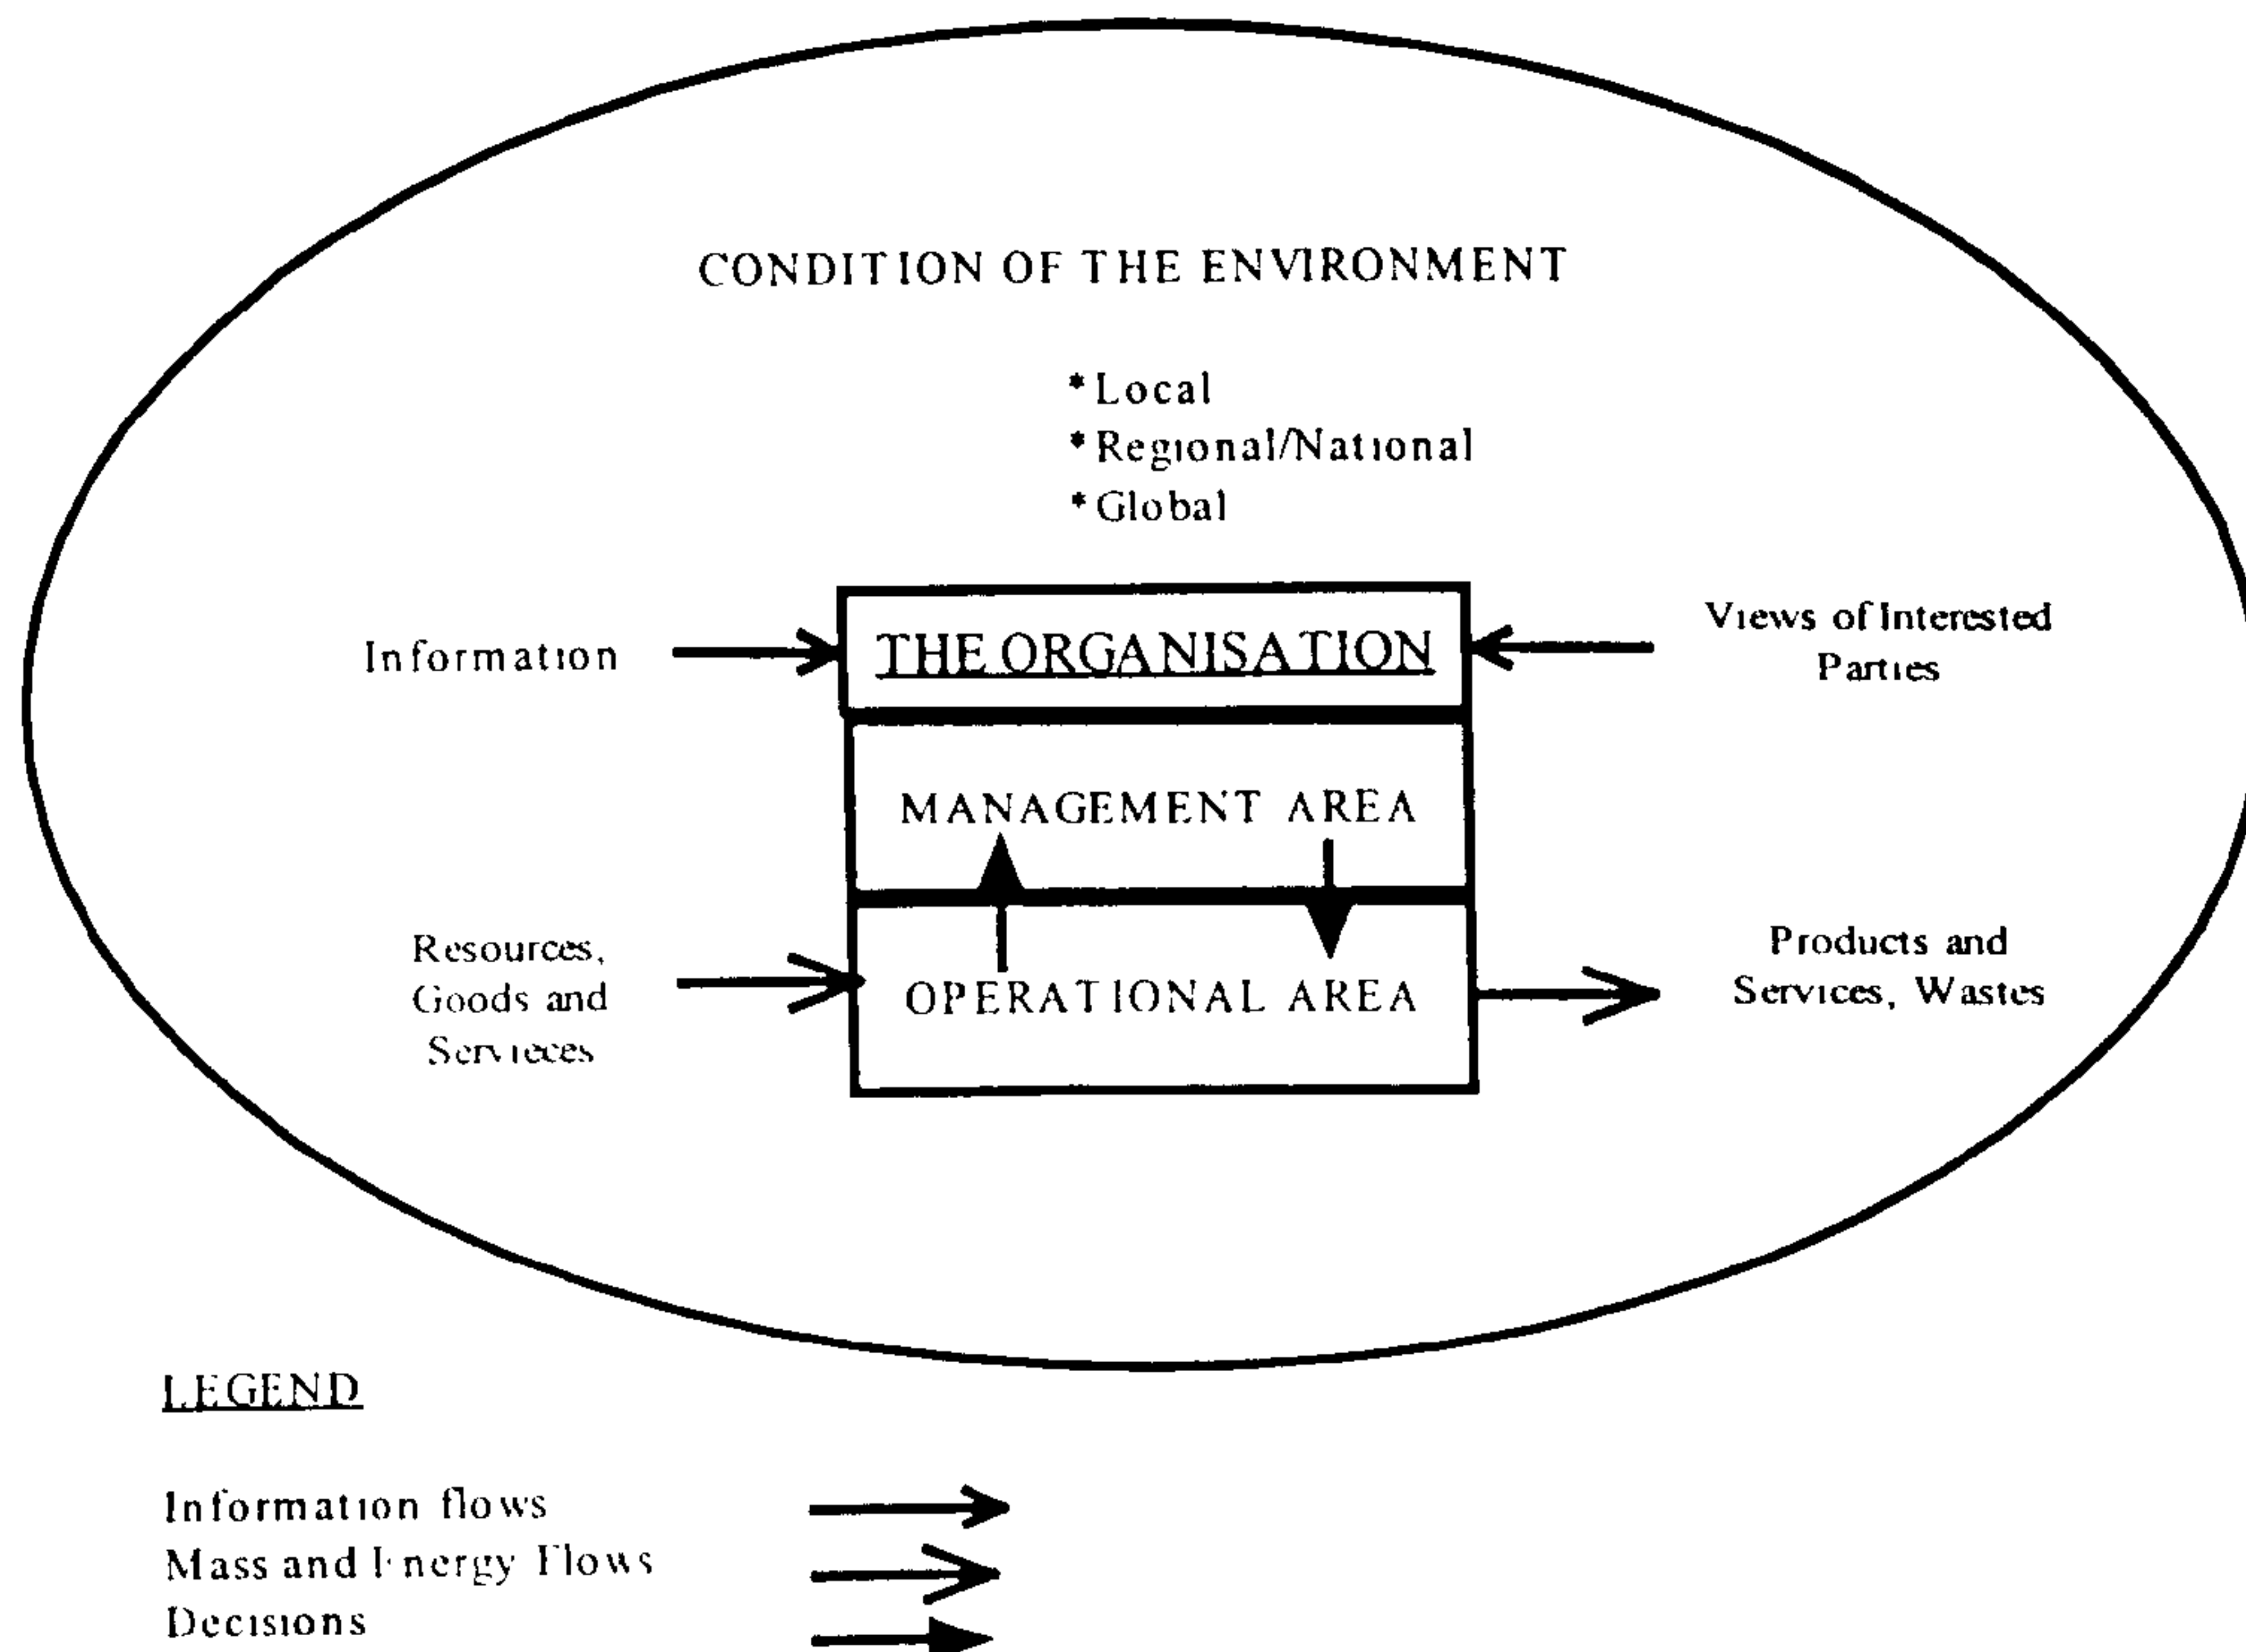 CONDITION OF THE ENVIRONMENT
*Local
*Regional/National
*Global
Information
THE ORGANISATION
Views of Interested
Parties
MANAGEMENT AREA
Resources,
Goods and
Servieces
OPERATIONAL AREA
Products and
Services, Wastes
LEGEND
Information flows
Mass and Energy Flows
Decisions